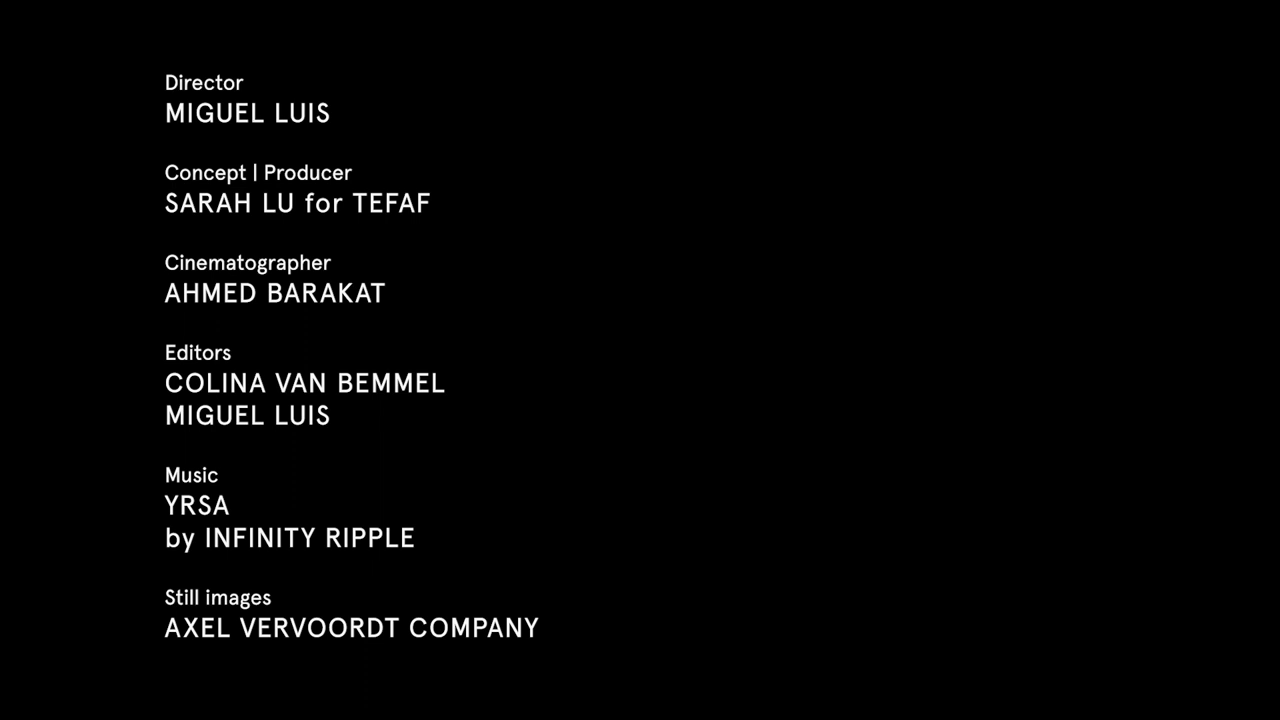 Director
MIGUEL LUIS
Concept | Producer
SARAH LU for TEFAF
Cinematographer
AHMED BARAKAT
Editors
COLINA VAN BEMMEL
MIGUEL LUIS
Music
YRSA
by INFINITY RIPPLE
Still images
AXEL VERVOORDT COMPANY